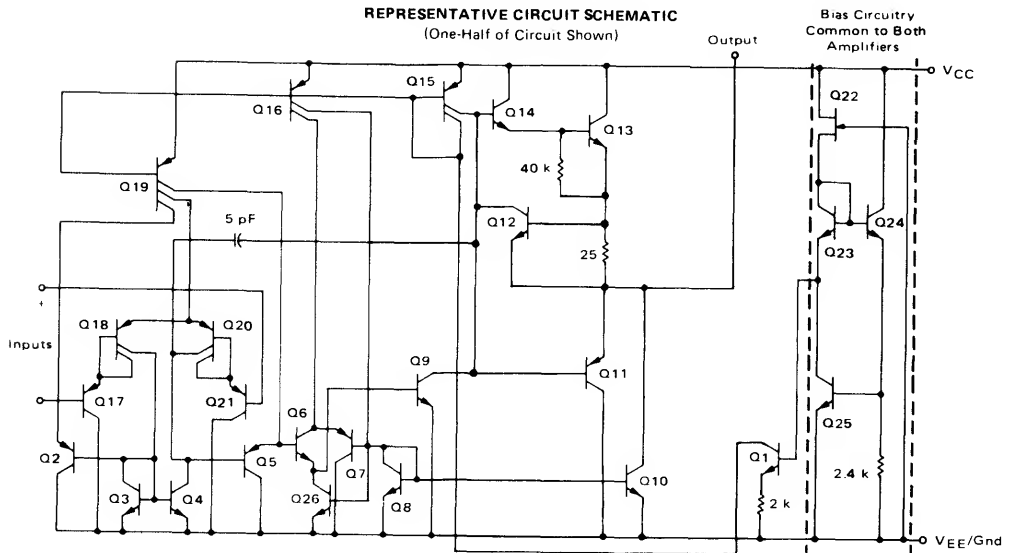 REPRESENTATIVE CIRCUIT SCHEMATIC
(One-Half of Circuit Shown)
Bias Circuitry
Common to Both
Amplifiers
Output
VCC
Q15
Q22
Q16
Q14
Q13
40 k
Q19
Q12
Q24
5 pF
Q23
25
+
Q18
Q20
Inputs
Q9
Q11
Q17
Q21
Q6
Q25
Q2
Q5
Q7
Q1
Q10
2.4 k
Q3
Q4
Q26
Q8
2 k
VEE/Gnd